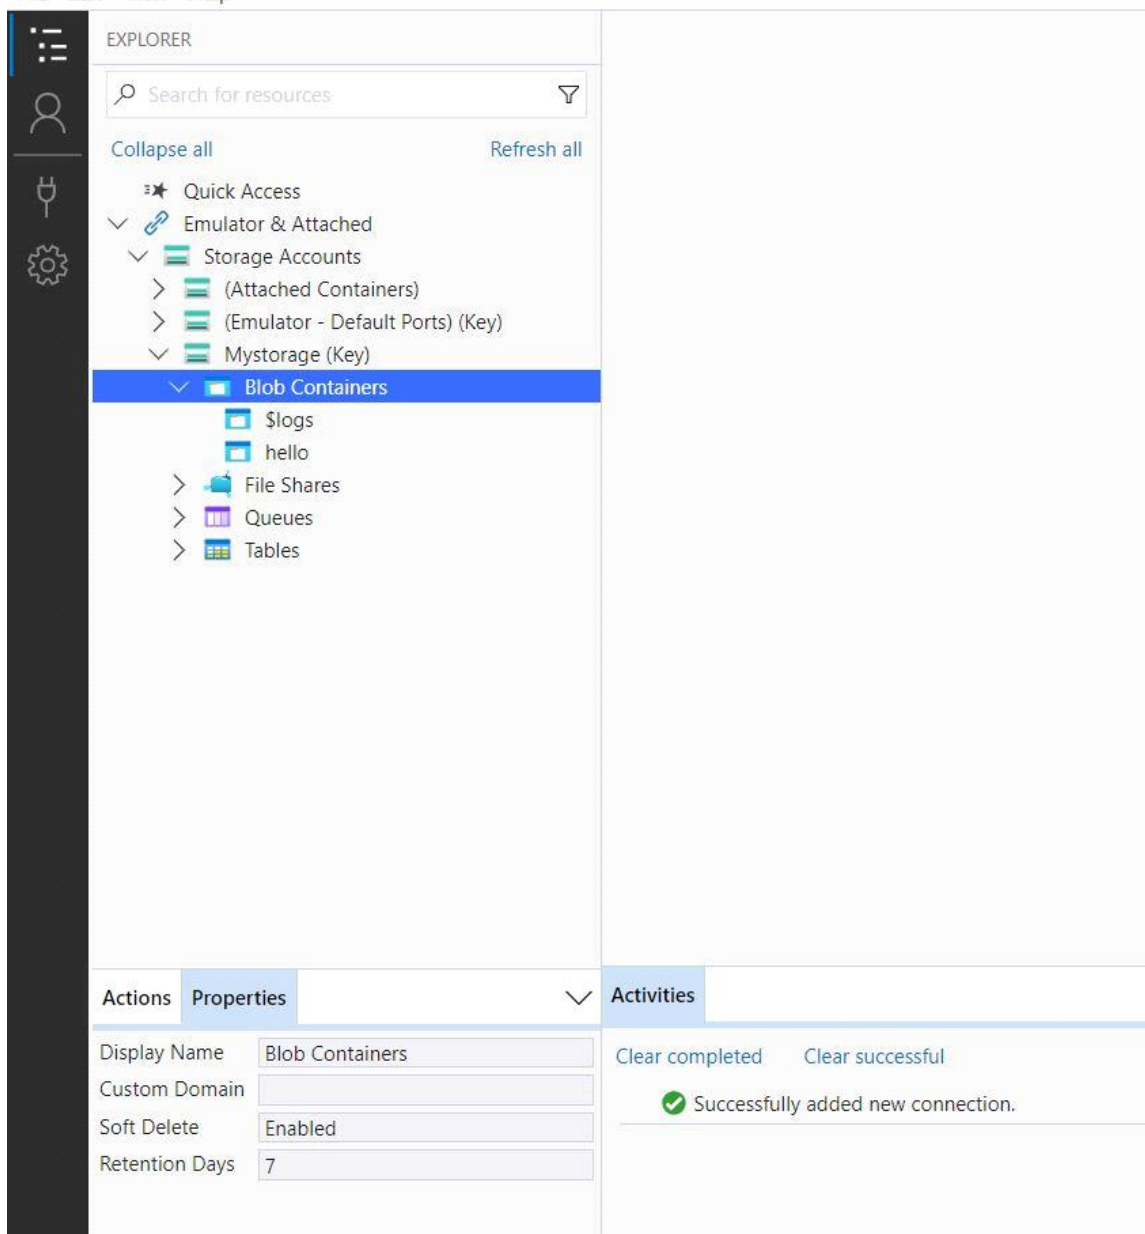 EXPLORER
Search for resources
Collapse all Refresh all
Quick Access
Emulator & Attached
Storage Accounts
(Attached Containers)
(Emulator - Default Ports) (Key)
Mystorage (Key)
Blob Containers
$logs
hello
File Shares
Queues
Tables
Actions Properties
Display Name Blob Containers
Custom Domain
Soft Delete Enabled
Retention Days 7
Activities
Clear completed Clear successful
Successfully added new connection.